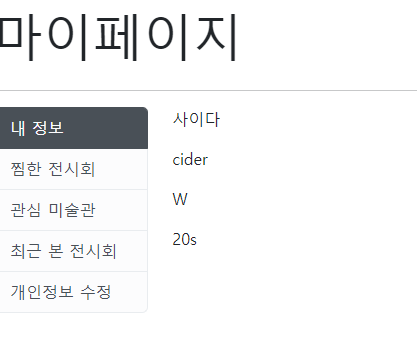 마이페이지
내 정보
찜한 전시회
관심 미술관
최근 본 전시회
개인정보 수정
사이다
cider
W
20s